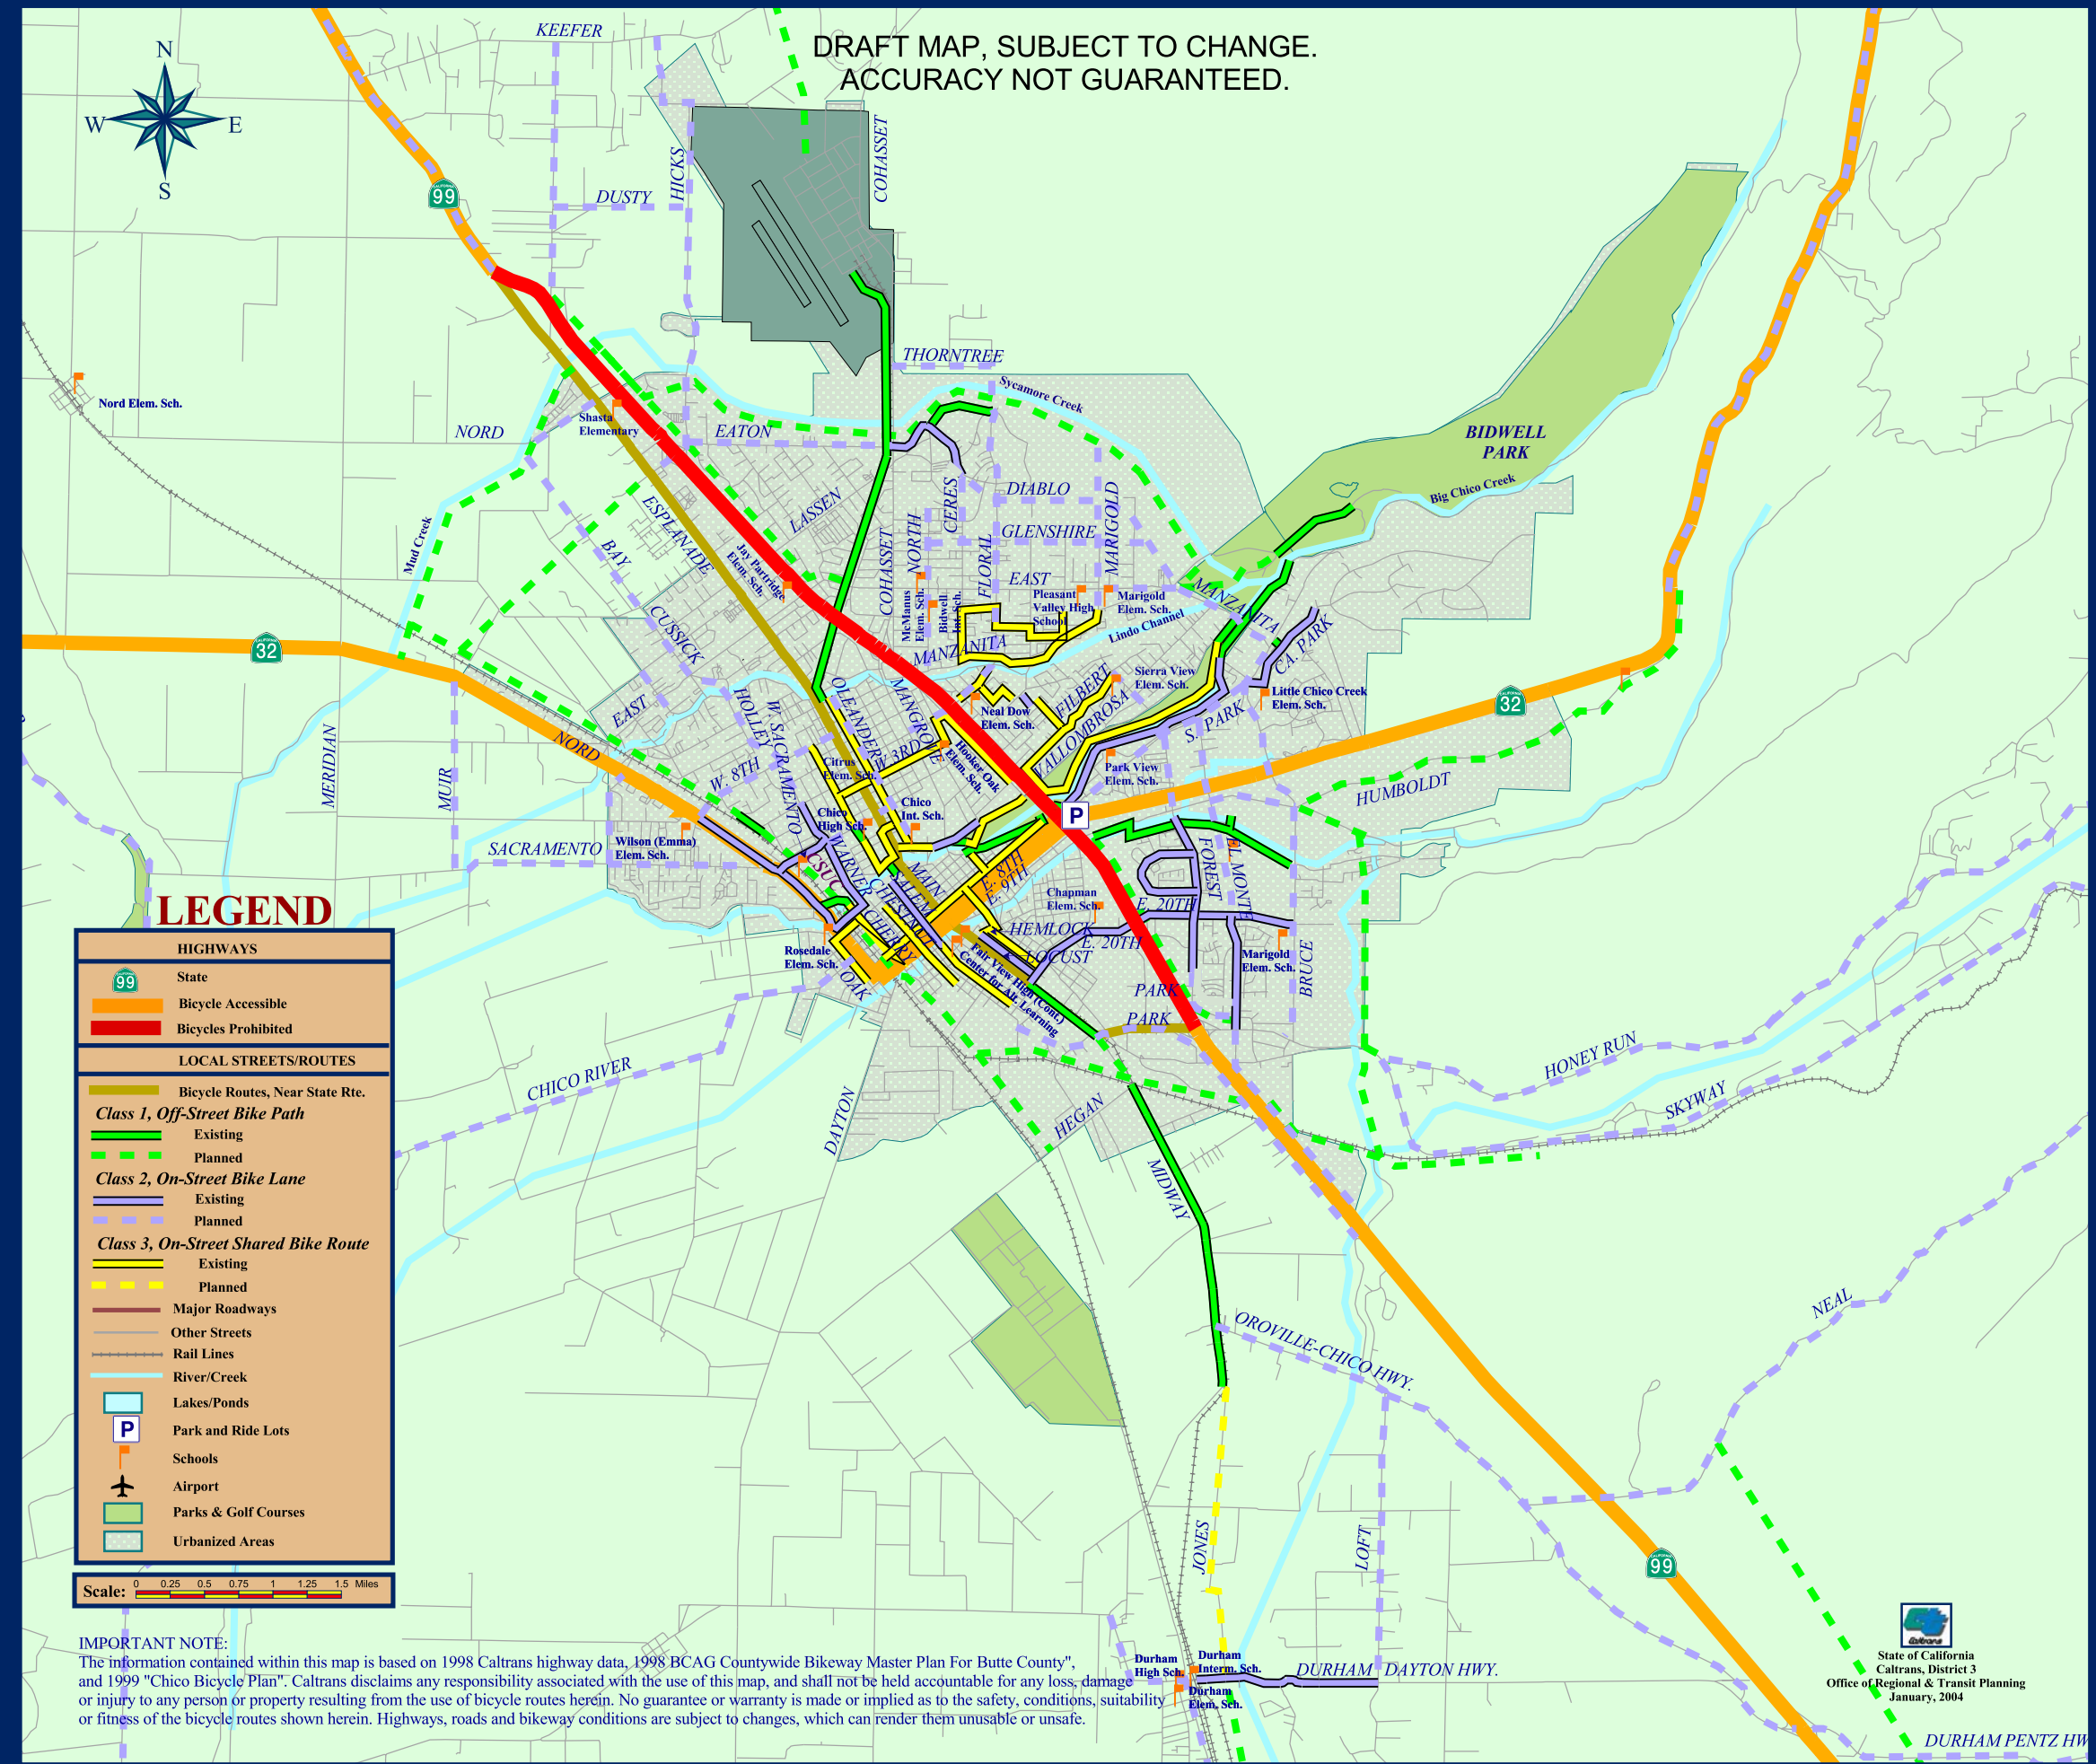 DRAFT MAP, SUBJECT TO CHANGE.
ACCURACY NOT GUARANTEED.
N
W
E
S
KEEFER
DUSTY
HICKS
COHASSET
CALIFORNIA
99
THORNTREE
Sycamore Creek
Nord Elem. Sch.
Shasta
Elementary
NORD
EATON
BIDWELL
PARK
Big Chico Creek
Mud Creek
ESPLANADE
LASSEN
BAY
Jay Partridge
Elem. Sch.
COHASSET
NORTH
CERES
DIABLO
GLENSHIRE
FLORAL
MARIGOLD
EAST
McManus
Elem. Sch.
Bidwell
Int. Sch.
Pleasant
Valley High
School
Marigold
Elem. Sch.
MANZANITA
Lindo Channel
MANZANITA
CA. PARK
CUSSICK
CALIFORNIA
32
EAST
HOLLEY
W. SACRAMENTO
OLEANDER
MANGROVE
W 3RD
FILBERT
VALLOMBROSA
Sierra View
Elem. Sch.
Little Chico Creek
Elem. Sch.
S. PARK
CALIFORNIA
32
Neal Dow
Elem. Sch.
Hooker Oak
Elem. Sch.
Park View
Elem. Sch.
HUMBOLDT
MERIDIAN
MUIR
NORD
W. 8TH
Citrus
Elem. Sch.
Chico
High Sch.
Chico
Int. Sch.
P
SACRAMENTO
Wilson (Emma)
Elem. Sch.
CSUC
WARNER
MAIN
SALEM
CHESTNUT
CHERRY
E. 8TH
E. 9TH
Chapman
Elem. Sch.
FOREST
EL MONTE
E. 20TH
HEMLOCK
E. 20TH
LOCUST
Rosedale
Elem. Sch.
OAK
Fair View High (Cont.)
Center for Alt. Learning
Marigold
Elem. Sch.
BRUCE
PARK
PARK
CHICO RIVER
DAYTON
HEGAN
MIDWAY
HONEY RUN
SKYWAY
NEAL
OROVILLE-CHICO HWY.
JONES
LOFT
CALIFORNIA
99
LEGEND
HIGHWAYS
CALIFORNIA
99
State
Bicycle Accessible
Bicycles Prohibited
LOCAL STREETS/ROUTES
Bicycle Routes, Near State Rte.
Class 1, Off-Street Bike Path
Existing
Planned
Class 2, On-Street Bike Lane
Existing
Planned
Class 3, On-Street Shared Bike Route
Existing
Planned
Major Roadways
Other Streets
Rail Lines
River/Creek
Lakes/Ponds
P
Park and Ride Lots
Schools
Airport
Parks & Golf Courses
Urbanized Areas
Scale:
0 0.25 0.5 0.75 1 1.25 1.5 Miles
IMPORTANT NOTE:
The information contained within this map is based on 1998 Caltrans highway data, 1998 BCAG Countywide Bikeway Master Plan For Butte County",
and 1999 "Chico Bicycle Plan". Caltrans disclaims any responsibility associated with the use of this map, and shall not be held accountable for any loss, damage
or injury to any person or property resulting from the use of bicycle routes herein. No guarantee or warranty is made or implied as to the safety, conditions, suitability
or fitness of the bicycle routes shown herein. Highways, roads and bikeway conditions are subject to changes, which can render them unusable or unsafe.
Durham
High Sch.
Durham
Interm. Sch.
Durham
Elem. Sch.
DURHAM DAYTON HWY.
Caltrans
State of California
Caltrans, District 3
Office of Regional & Transit Planning
January, 2004
DURHAM PENTZ HW